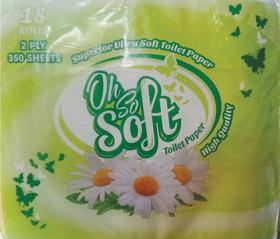 18
ROLLS
2 PLY
350 SHEETS
Superior Ultra Soft Toilet Paper
Oh So
Soft
Toilet Paper
High Quality